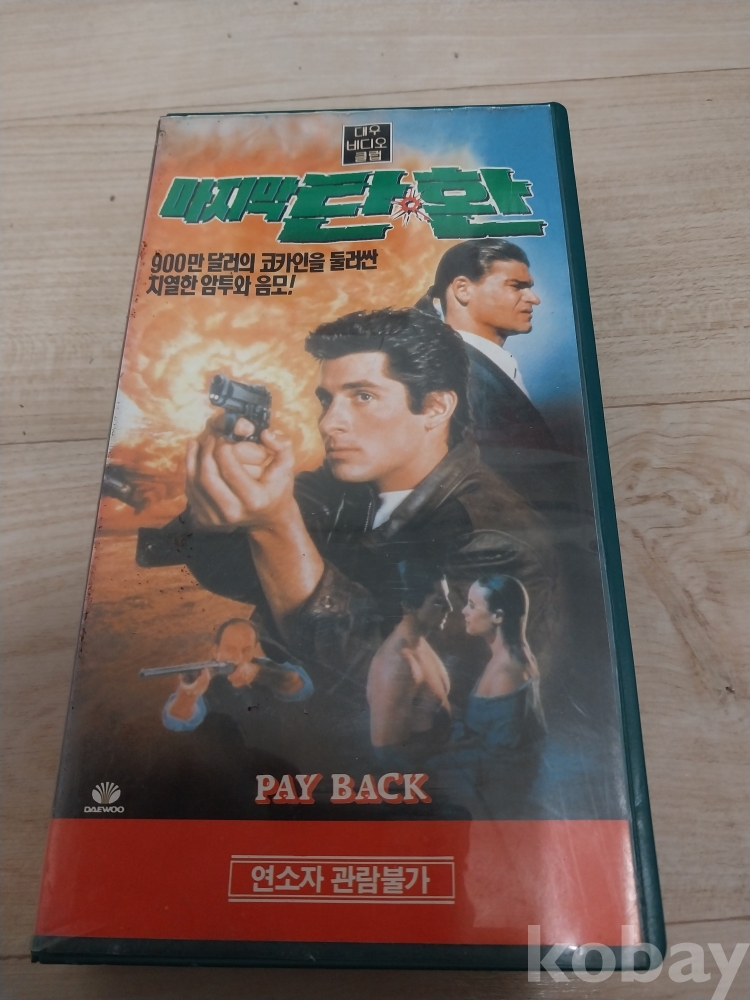 대우
비디오
클럽
마지막 탄환
900만 달러의 코카인을 둘러싼
치열한 암투와 음모!
PAY BACK
DAEWOO
연소자 관람불가
kobay